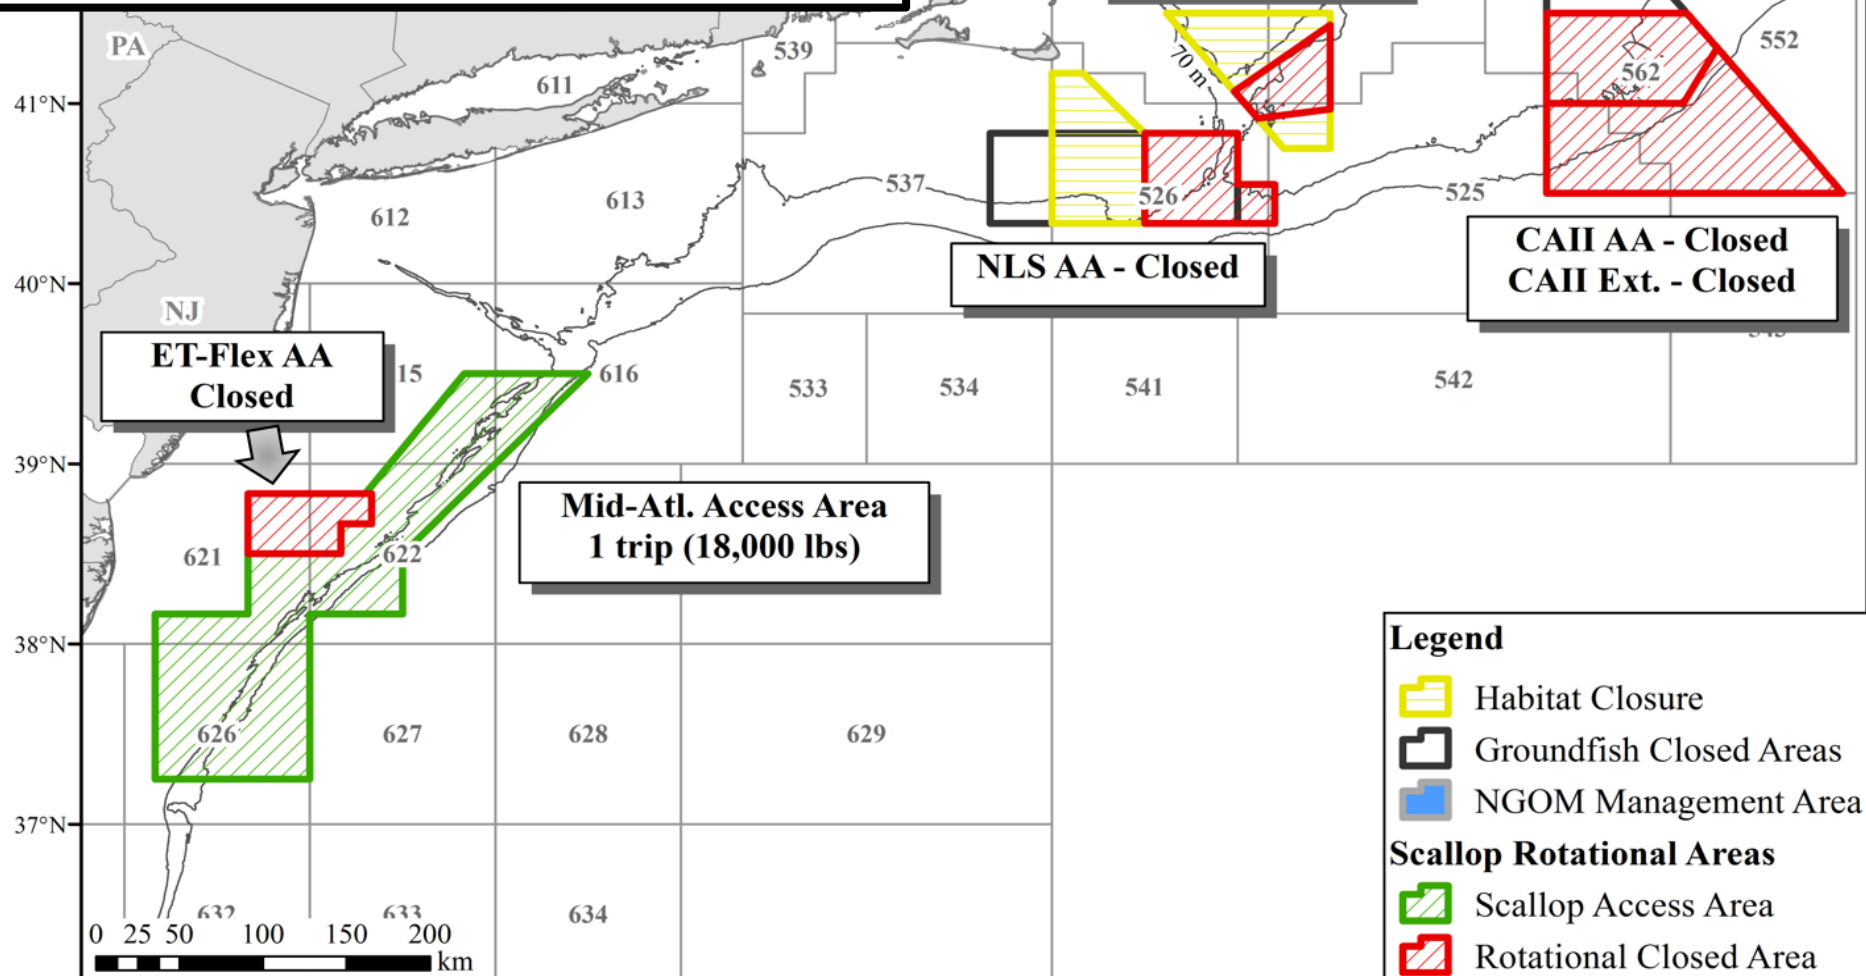 PA
539
552
70 m
562
611
41°N
537
526
525
613
612
NLS AA - Closed
CAII AA - Closed
CAII Ext. - Closed
40°N
NJ
ET-Flex AA
Closed
15
616
533
534
541
542
39°N
Mid-Atl. Access Area
1 trip (18,000 lbs)
621
622
38°N
626
627
628
629
37°N
632
633
634
0 25 50 100 150 200
km
Legend
Habitat Closure
Groundfish Closed Areas
NGOM Management Area
Scallop Rotational Areas
Scallop Access Area
Rotational Closed Area